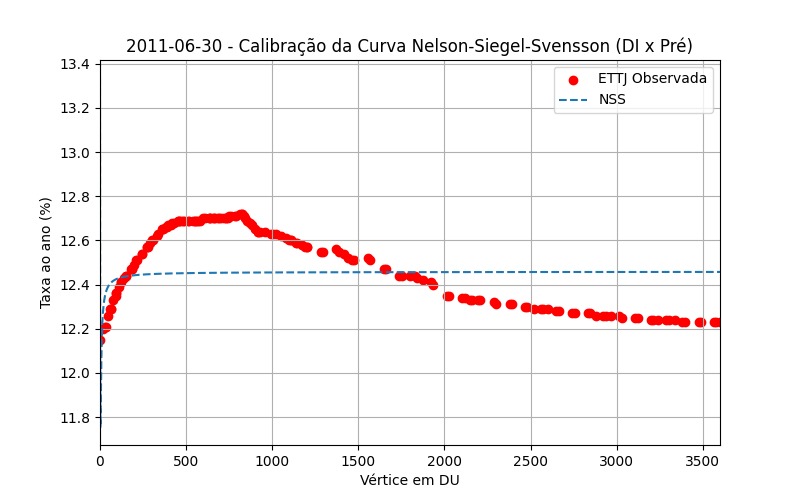 2011-06-30 - Calibração da Curva Nelson-Siegel-Svensson (DI x Pré)
ETTJ Observada
NSS
Taxa ao ano (%)
13.4
13.2
13.0
12.8
12.6
12.4
12.2
12.0
11.8
0 500 1000 1500 2000 2500 3000 3500
Vértice em DU